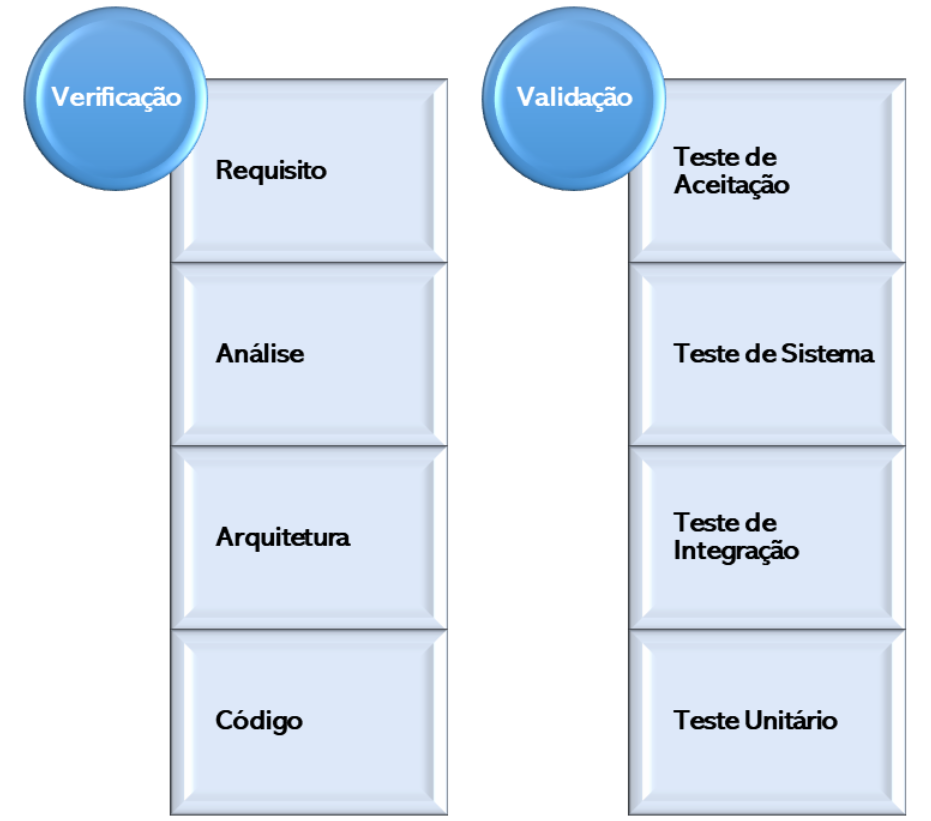 Verificação
Requisito
Análise
Arquitetura
Código
Validação
Teste de
Aceitação
Teste de Sistema
Teste de
Integração
Teste Unitário